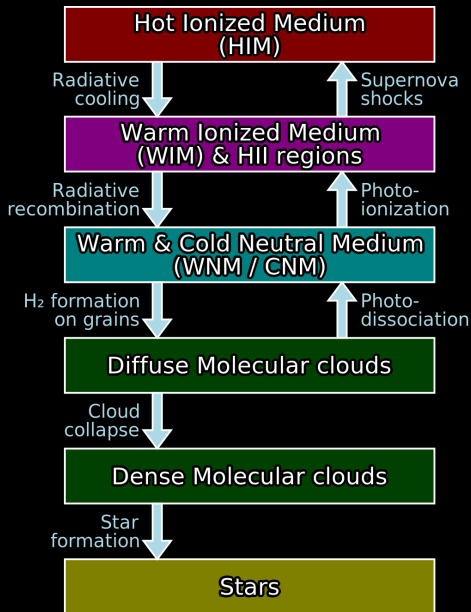 Hot Ionized Medium
(HIM)
Radiative
cooling
Supernova
shocks
Warm Ionized Medium
(WIM) & HII regions
Radiative
recombination
Photo-
ionization
Warm & Cold Neutral Medium
(WNM / CNM)
H₂ formation
on grains
Photo-
dissociation
Diffuse Molecular clouds
Cloud
collapse
Dense Molecular clouds
Star
formation
Stars